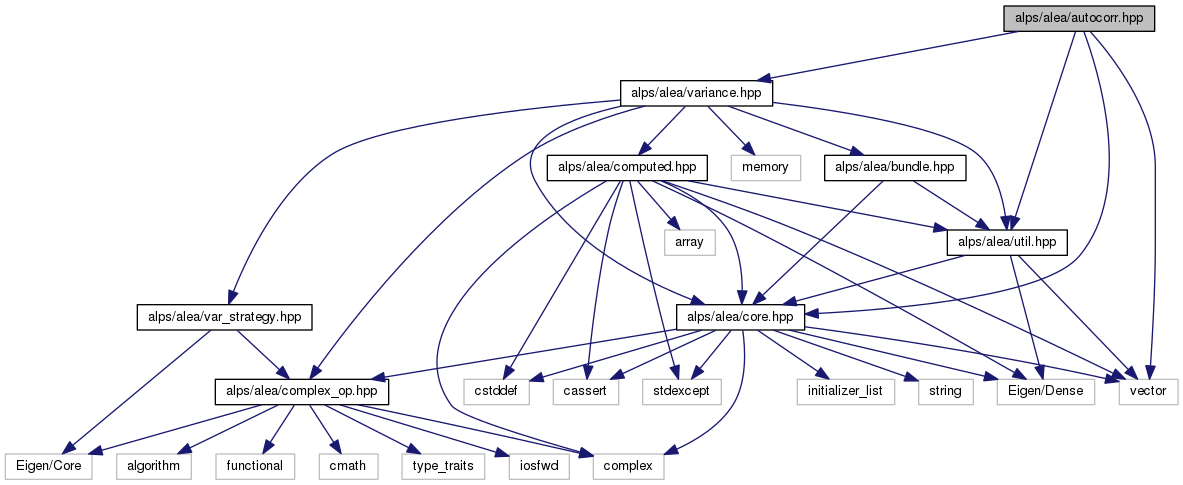 alps/alea/autocorr.hpp
alps/alea/variance.hpp
alps/alea/computed.hpp
memory
alps/alea/bundle.hpp
array
alps/alea/util.hpp
alps/alea/var_strategy.hpp
alps/alea/core.hpp
alps/alea/complex_op.hpp
cstddef
cassert
stdexcept
initializer_list
string
Eigen/Dense
vector
Eigen/Core
algorithm
functional
cmath
type_traits
iosfwd
complex